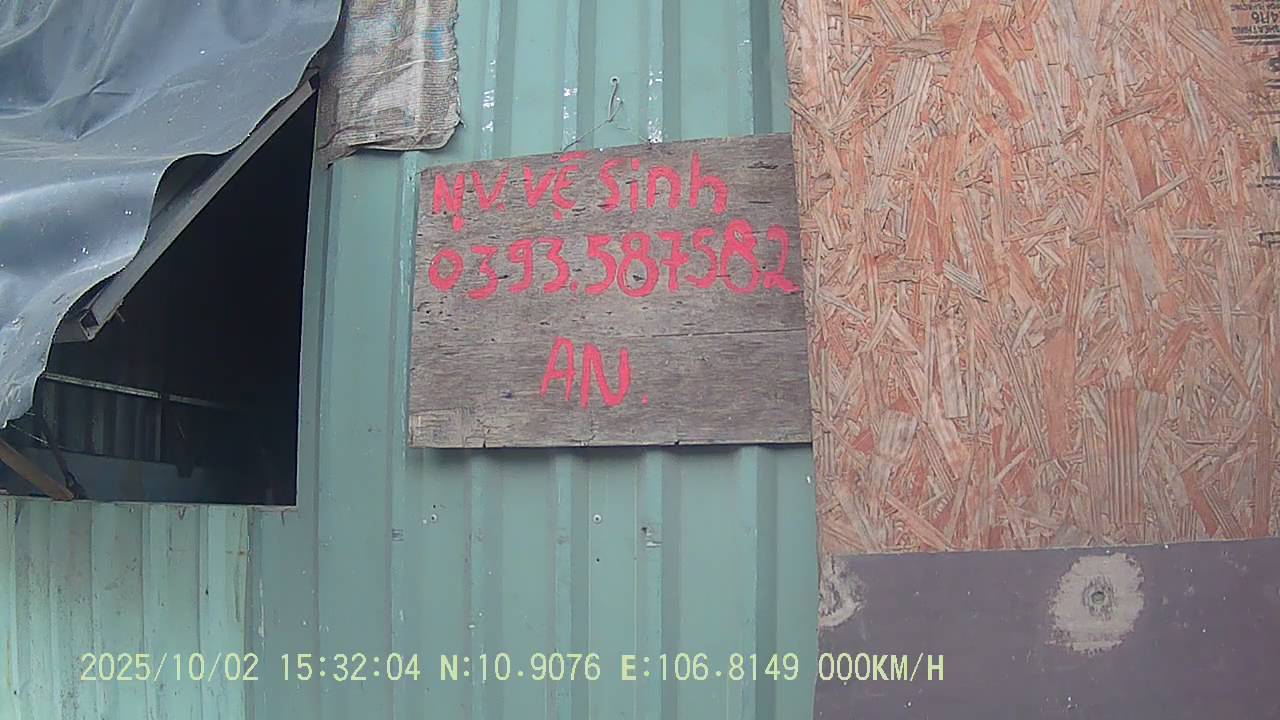 NV. VỆ Sinh
0393.587582
AN.
2025/10/02 15:32:04 N:10.9076 E:106.8149 000KM/H